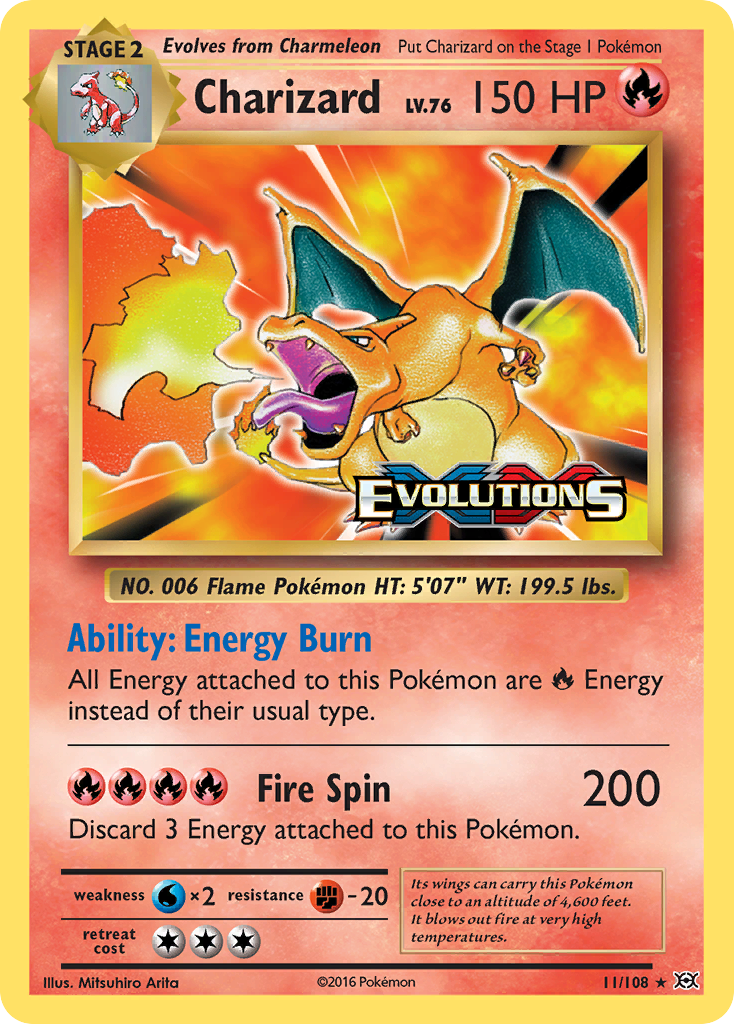 STAGE 2 Evolves from Charmeleon Put Charizard on the Stage 1 Pokémon
Charizard LV.76 150 HP
EVOLUTIONS
NO. 006 Flame Pokémon HT: 5'07" WT: 199.5 lbs.
Ability: Energy Burn
All Energy attached to this Pokémon are Energy
instead of their usual type.
Fire Spin 200
Discard 3 Energy attached to this Pokémon.
weakness ×2 resistance -20
retreat
cost
Its wings can carry this Pokémon
close to an altitude of 4,600 feet.
It blows out fire at very high
temperatures.
Illus. Mitsuhiro Arita ©2016 Pokémon 11/108 ★